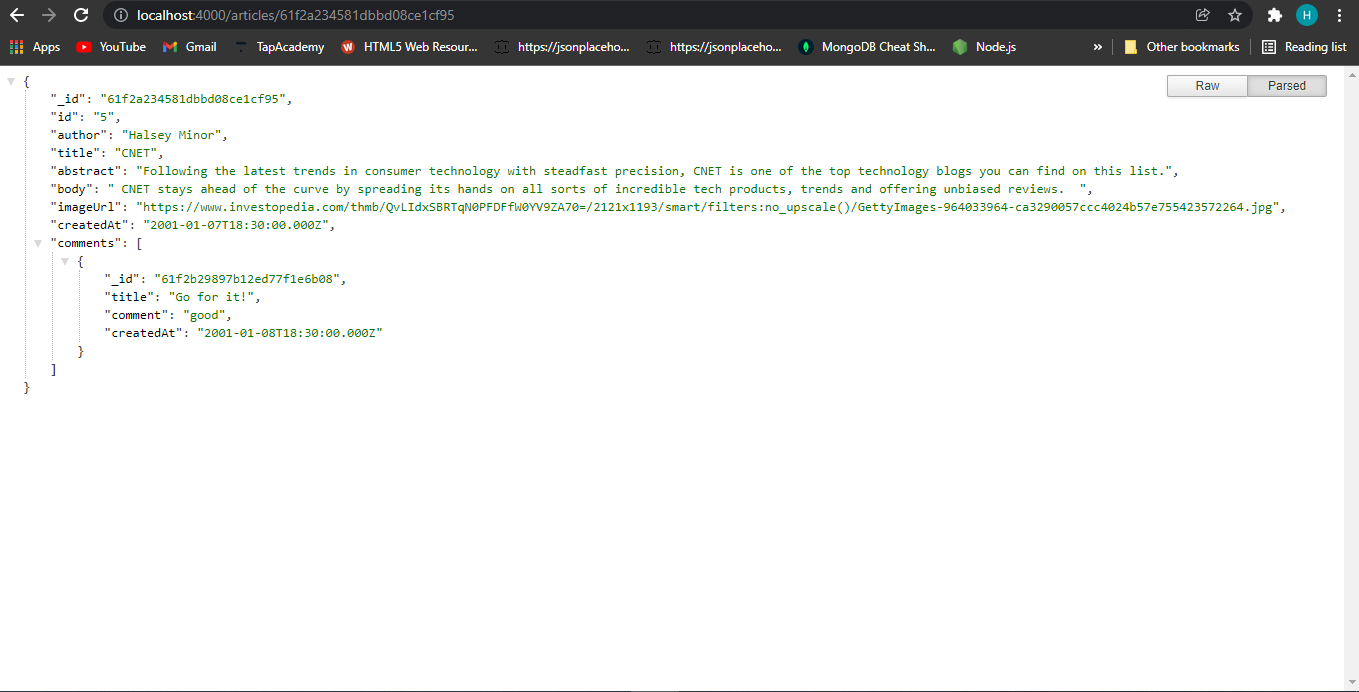 localhost:4000/articles/61f2a234581dbbd08ce1cf95
H
Apps YouTube Gmail TapAcademy HTML5 Web Resour... https://jsonplaceho... https://jsonplaceho... MongoDB Cheat Sh... Node.js » Other bookmarks Reading list
Raw Parsed
{
"_id": "61f2a234581dbbd08ce1cf95",
"id": "5",
"author": "Halsey Minor",
"title": "CNET",
"abstract": "Following the latest trends in consumer technology with steadfast precision, CNET is one of the top technology blogs you can find on this list.",
"body": " CNET stays ahead of the curve by spreading its hands on all sorts of incredible tech products, trends and offering unbiased reviews.  ",
"imageUrl": "https://www.investopedia.com/thmb/QvLIdxSBRTqN0PFDFfW0YV9ZA70=/2121x1193/smart/filters:no_upscale()/GettyImages-964033964-ca3290057ccc4024b57e755423572264.jpg",
"createdAt": "2001-01-07T18:30:00.000Z",
"comments": [
{
"_id": "61f2b29897b12ed77f1e6b08",
"title": "Go for it!",
"comment": "good",
"createdAt": "2001-01-08T18:30:00.000Z"
}
]
}